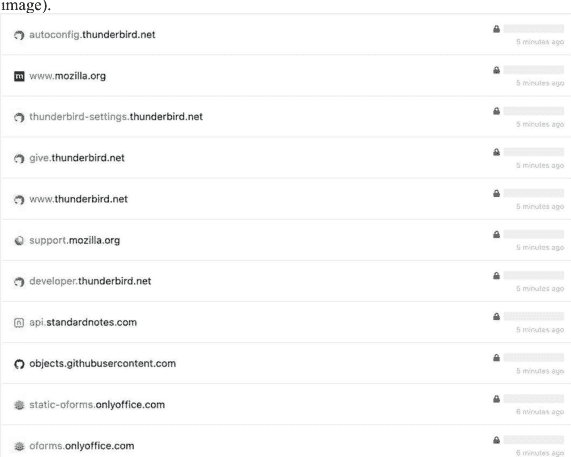 image).
autoconfig.thunderbird.net
5 minutes ago
m www.mozilla.org
5 minutes ago
thunderbird-settings.thunderbird.net
5 minutes ago
give.thunderbird.net
5 minutes ago
www.thunderbird.net
5 minutes ago
support.mozilla.org
5 minutes ago
developer.thunderbird.net
5 minutes ago
api.standardnotes.com
5 minutes ago
objects.githubusercontent.com
5 minutes ago
static-oforms.onlyoffice.com
6 minutes ago
oforms.onlyoffice.com
6 minutes ago